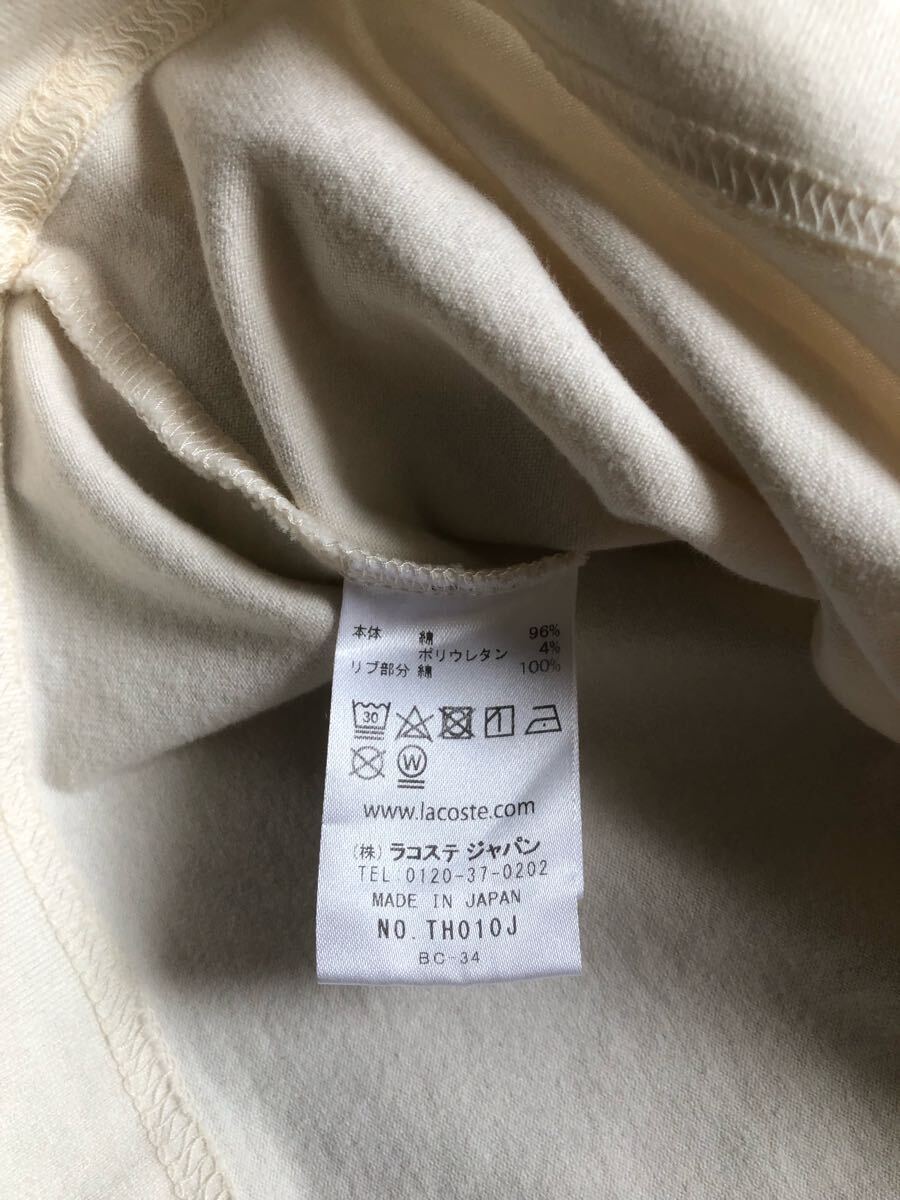 本体 綿 96%
ポリウレタン 4%
リブ部分 綿 100%
30
W
www.lacoste.com
(株) ラコステ ジャパン
TEL 0120-37-0202
MADE IN JAPAN
NO. TH010J
BC-34